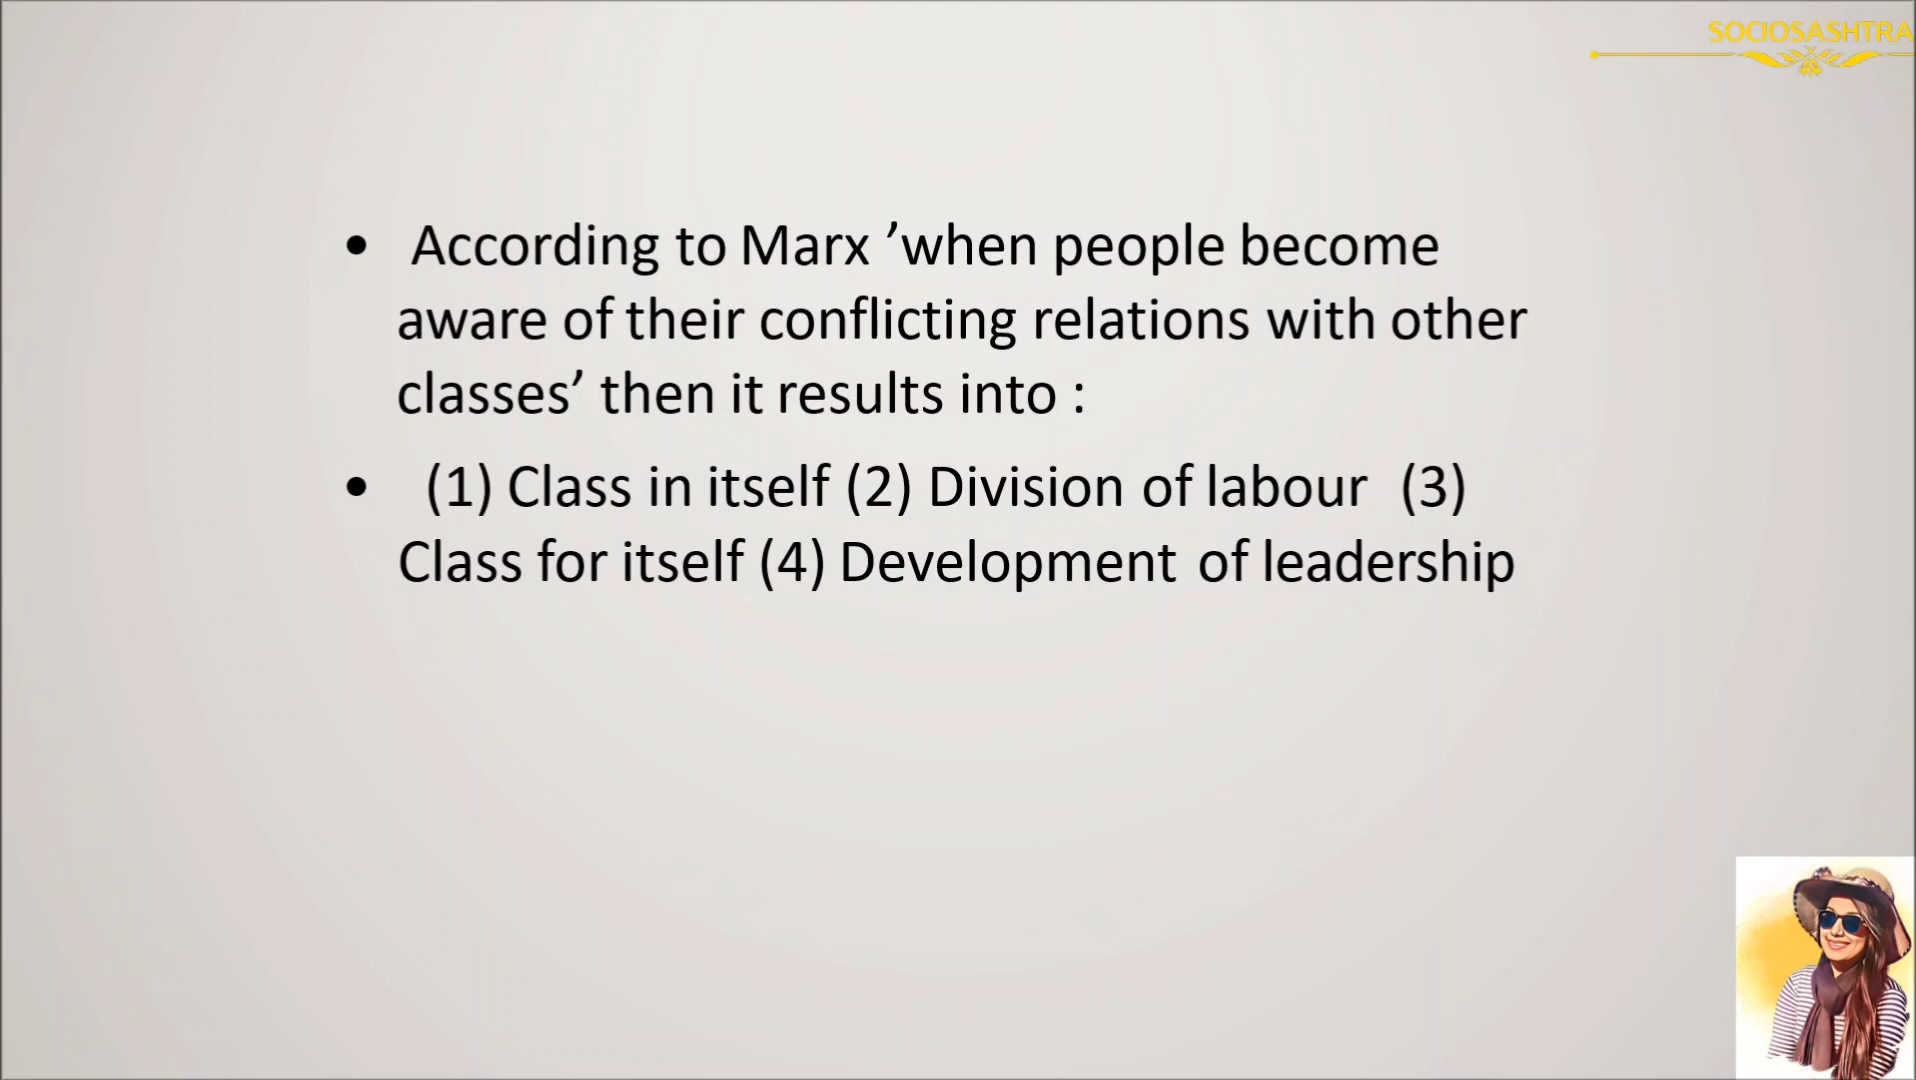 SOCIOSASHTRA
• According to Marx ’when people become
aware of their conflicting relations with other
classes’ then it results into :
• (1) Class in itself (2) Division of labour (3)
Class for itself (4) Development of leadership